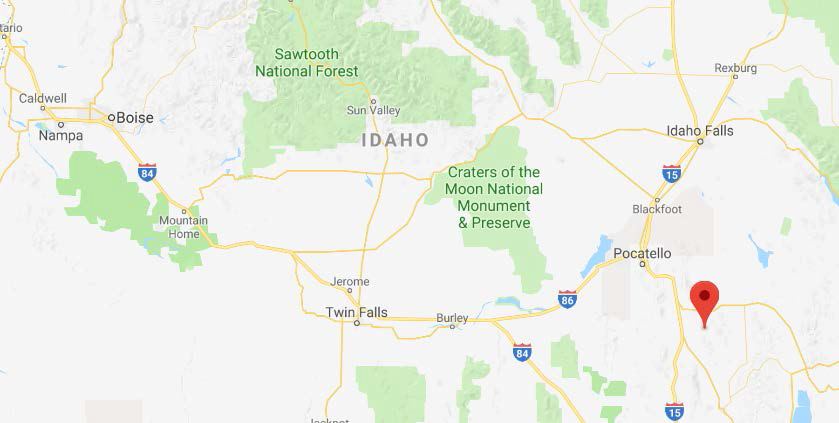 tario
Sawtooth
National Forest
Rexburg
Caldwell
Sun Valley
Boise
Nampa
Idaho Falls
IDAHO
84
15
Craters of the
Moon National
Monument
& Preserve
Blackfoot
Mountain
Home
Pocatello
Jerome
86
Twin Falls
Burley
84
15